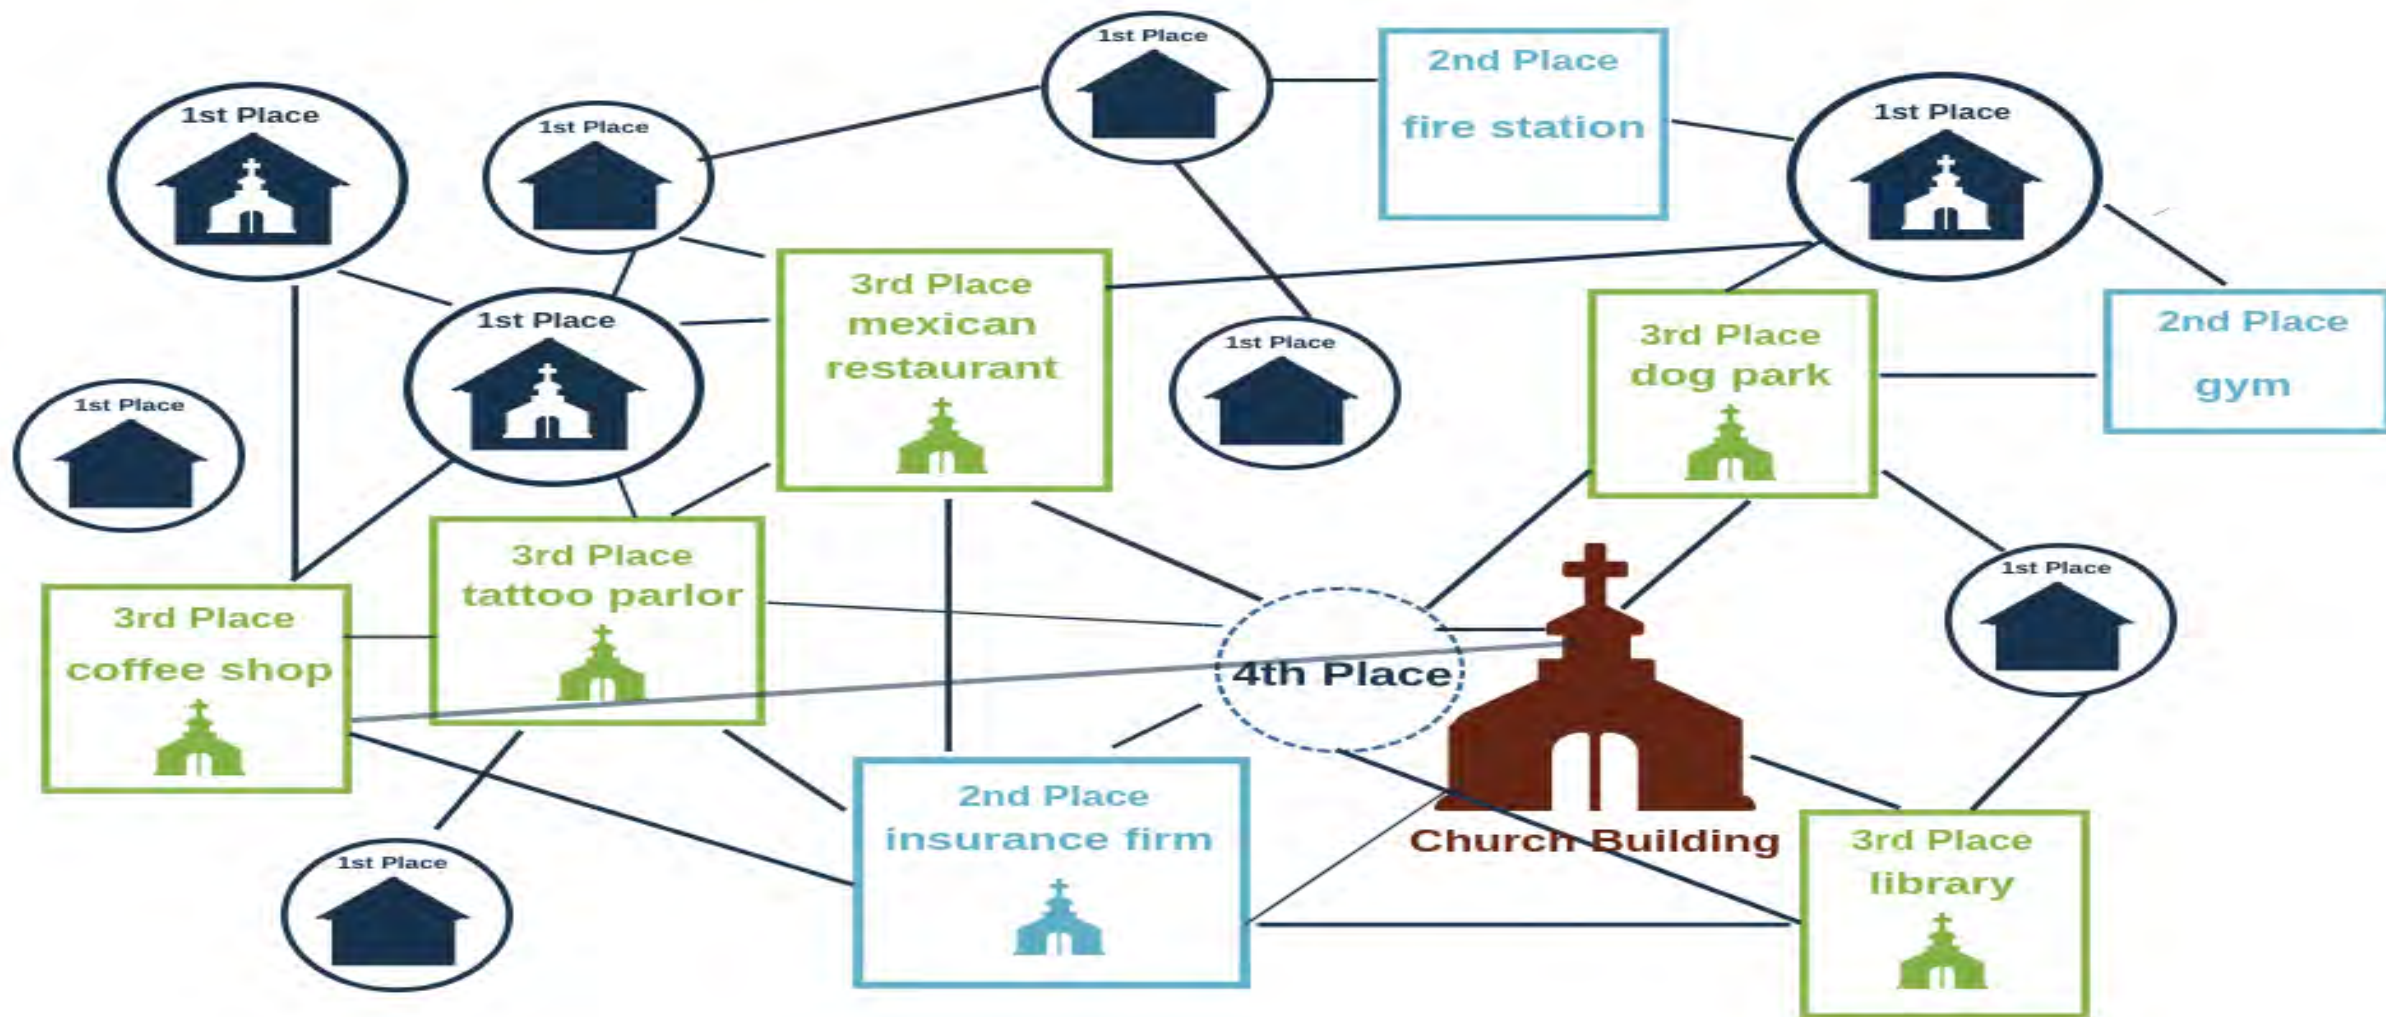 1st Place
1st Place
1st Place
2nd Place
fire station
1st Place
1st Place
3rd Place
mexican
restaurant
1st Place
3rd Place
dog park
2nd Place
gym
1st Place
3rd Place
coffee shop
3rd Place
tattoo parlor
4th Place
Church Building
1st Place
1st Place
2nd Place
insurance firm
3rd Place
library